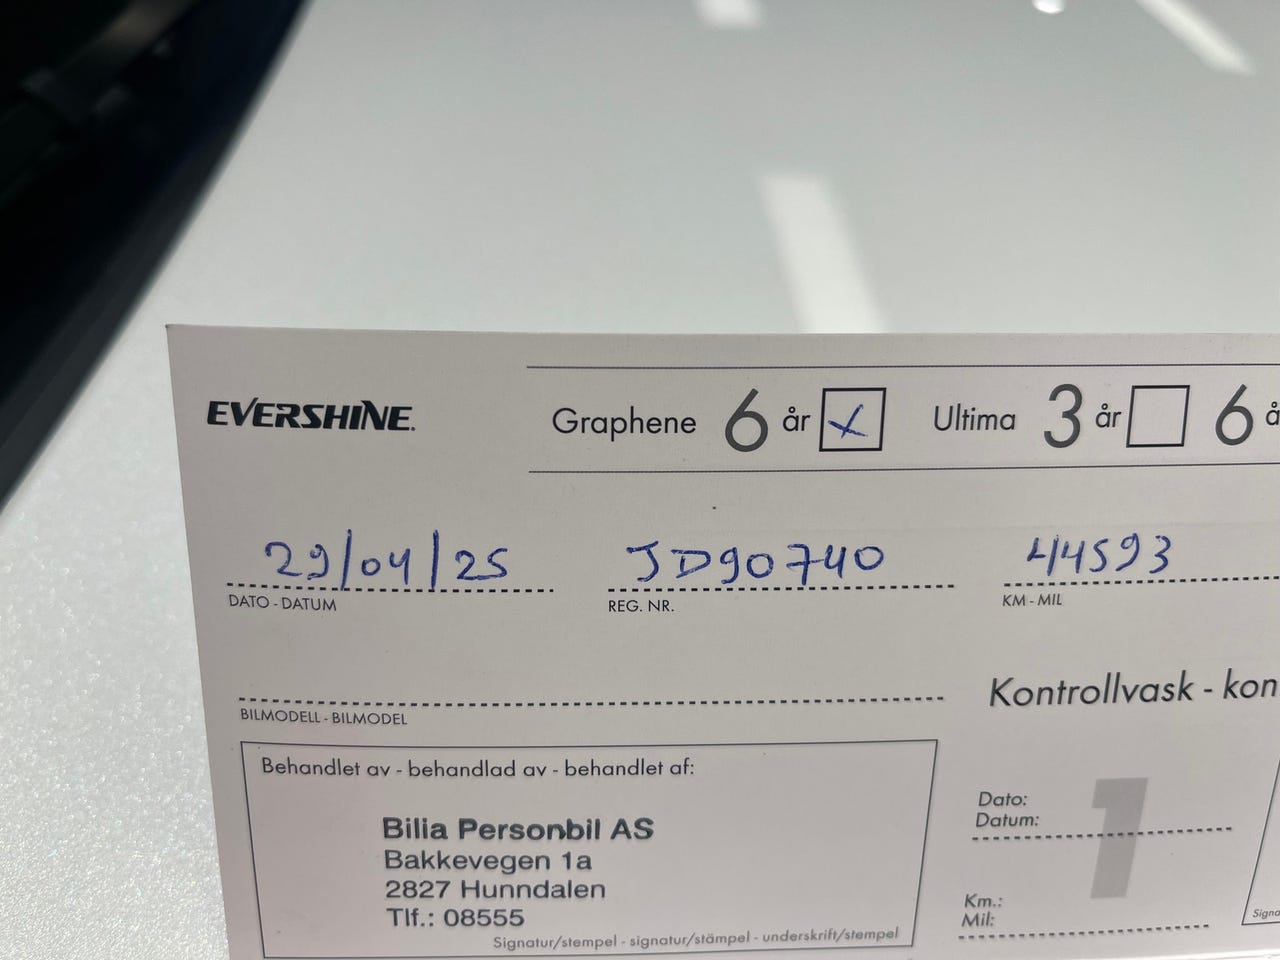 EVERSHINE.
Graphene 6 år Ultima 3 år 6 å
29/04/25 JD90740 44593
DATO - DATUM REG. NR. KM - MIL
BILMODELL - BILMODEL
Kontrollvask - kon
Behandlet av - behandlad av - behandlet af:
Bilia Personbil AS
Bakkevegen 1a
2827 Hunndalen
Tlf.: 08555
Signatur/stempel - signatur/stämpel - underskrift/stempel
1
Dato:
Datum:
Km.:
Mil:
Signa